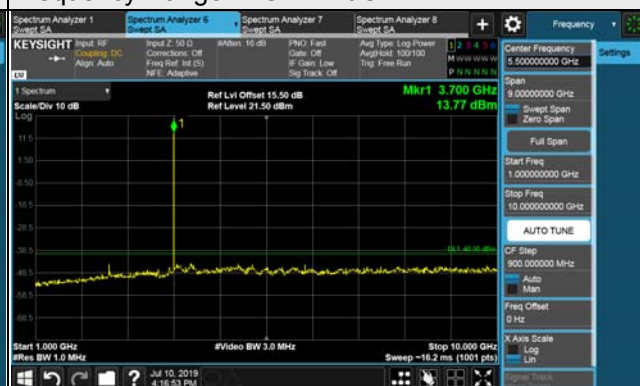 Spectrum Analyzer 1
Swept SA
Spectrum Analyzer 6
Swept SA
Spectrum Analyzer 7
Swept SA
Spectrum Analyzer 8
Swept SA
+
Frequency
KEYSIGHT
Input: RF
Coupling: DC
Align: Auto
Input Z: 50 Ω
Corrections: Off
Freq Ref: Int (S)
NFE: Adaptive
#Atten: 16 dB
PNO: Fast
Gate: Off
IF Gain: Low
Sig Track: Off
Avg Type: Log-Power
Avg|Hold: 100/100
Trig: Free Run
1 2 3 4 5 6
M W W W W W
P N N N N N
LXI
1 Spectrum
Scale/Div 10 dB
Log
Ref Lvl Offset 15.50 dB
Ref Level 21.50 dBm
Mkr1 3.700 GHz
13.77 dBm
1
11.5
1.50
-8.50
-18.5
-28.5
-38.5
-48.5
-58.5
-68.5
DL1 -40.00 dBm
Start 1.000 GHz
#Res BW 1.0 MHz
#Video BW 3.0 MHz
Stop 10.000 GHz
Sweep ~16.2 ms (1001 pts)
Jul 10, 2019
4:16:53 PM
Center Frequency
5.500000000 GHz
Settings
Span
9.00000000 GHz
Swept Span
Zero Span
Full Span
Start Freq
1.000000000 GHz
Stop Freq
10.000000000 GHz
AUTO TUNE
CF Step
900.000000 MHz
Auto
Man
Freq Offset
0 Hz
X Axis Scale
Log
Lin
Signal Track